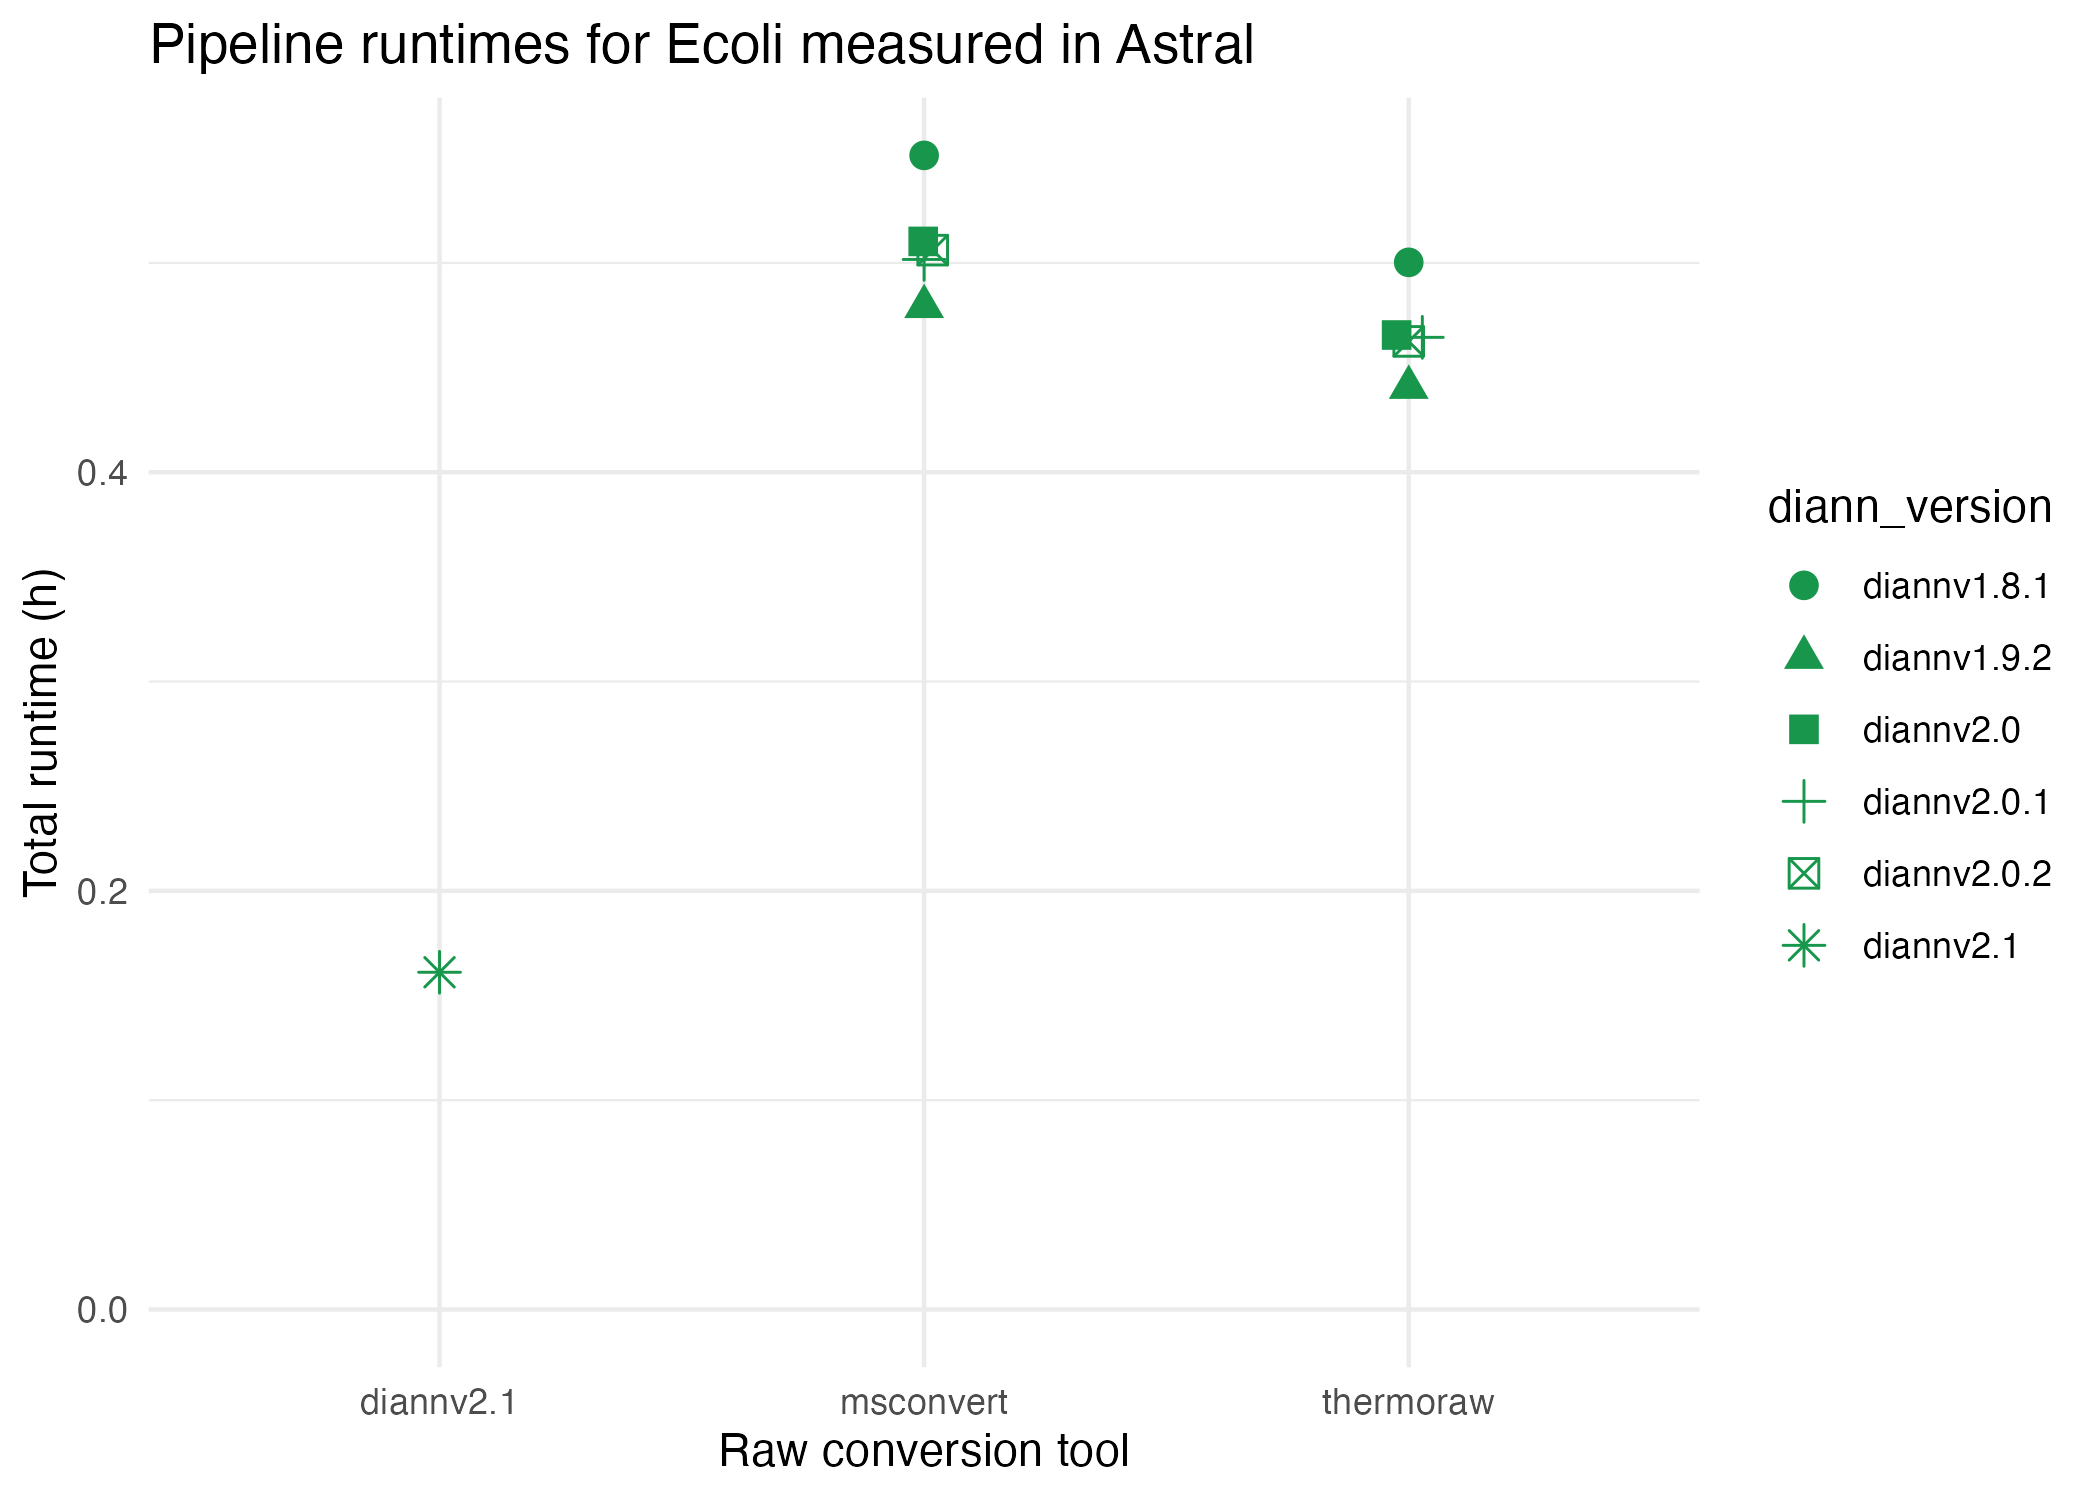 Pipeline runtimes for Ecoli measured in Astral
Total runtime (h)
0.4
0.2
0.0
diannv2.1
msconvert
thermoraw
Raw conversion tool
diann_version
diannv1.8.1
diannv1.9.2
diannv2.0
diannv2.0.1
diannv2.0.2
diannv2.1